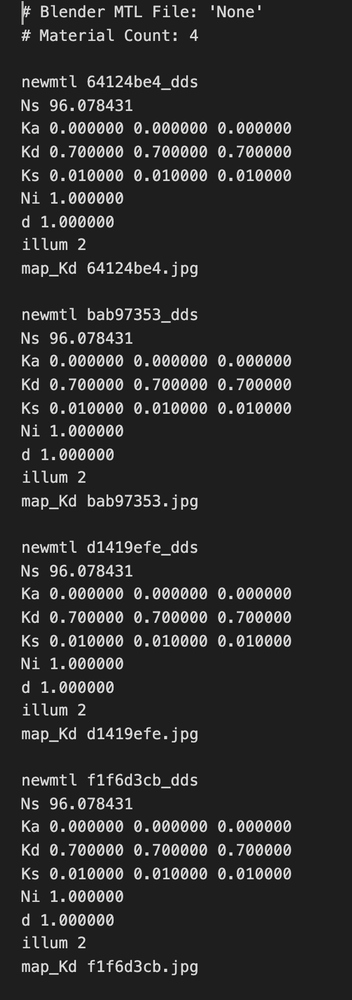 # Blender MTL File: 'None'
# Material Count: 4

newmtl 64124be4_dds
Ns 96.078431
Ka 0.000000 0.000000 0.000000
Kd 0.700000 0.700000 0.700000
Ks 0.010000 0.010000 0.010000
Ni 1.000000
d 1.000000
illum 2
map_Kd 64124be4.jpg

newmtl bab97353_dds
Ns 96.078431
Ka 0.000000 0.000000 0.000000
Kd 0.700000 0.700000 0.700000
Ks 0.010000 0.010000 0.010000
Ni 1.000000
d 1.000000
illum 2
map_Kd bab97353.jpg

newmtl d1419efe_dds
Ns 96.078431
Ka 0.000000 0.000000 0.000000
Kd 0.700000 0.700000 0.700000
Ks 0.010000 0.010000 0.010000
Ni 1.000000
d 1.000000
illum 2
map_Kd d1419efe.jpg

newmtl f1f6d3cb_dds
Ns 96.078431
Ka 0.000000 0.000000 0.000000
Kd 0.700000 0.700000 0.700000
Ks 0.010000 0.010000 0.010000
Ni 1.000000
d 1.000000
illum 2
map_Kd f1f6d3cb.jpg